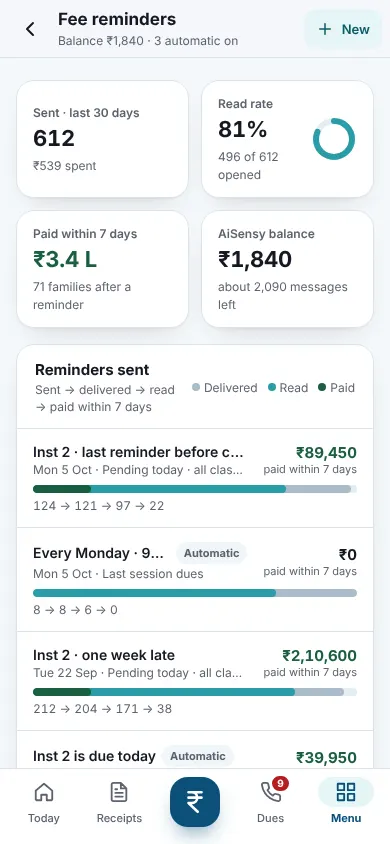 Fee reminders
Balance ₹1,840 · 3 automatic on
+ New
Sent · last 30 days
612
₹539 spent
Read rate
81%
496 of 612
opened
Paid within 7 days
₹3.4 L
71 families after a
reminder
AiSensy balance
₹1,840
about 2,090 messages
left
Reminders sent
Sent → delivered → read
→ paid within 7 days
Delivered Read Paid
Inst 2 · last reminder before c... ₹89,450
Mon 5 Oct · Pending today · all clas... paid within 7 days
124 → 121 → 97 → 22
Every Monday · 9... Automatic ₹0
Mon 5 Oct · Last session dues paid within 7 days
8 → 8 → 6 → 0
Inst 2 · one week late ₹2,10,600
Tue 22 Sep · Pending today · all cla... paid within 7 days
212 → 204 → 171 → 38
Inst 2 is due today Automatic ₹39,950
₹ 9
Today Receipts Dues Menu